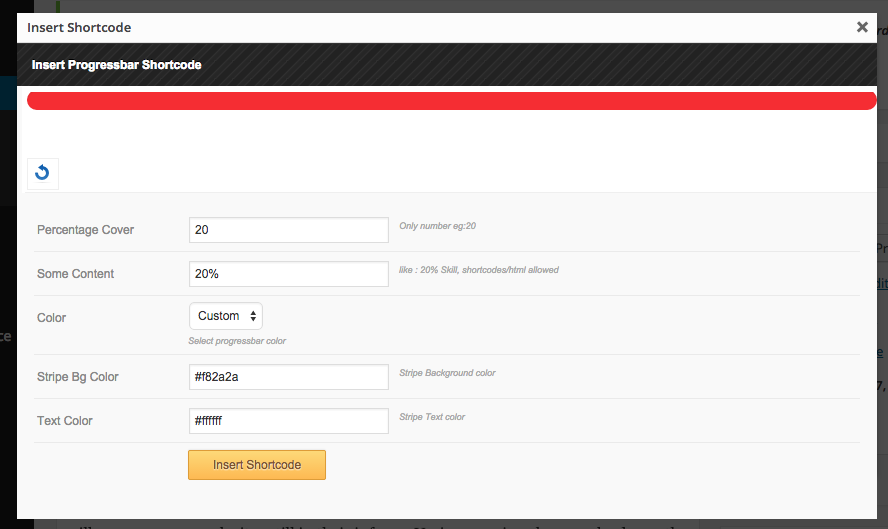 Insert Shortcode
Insert Progressbar Shortcode
Percentage Cover 20 Only number eg:20
Some Content 20% like : 20% Skill, shortcodes/html allowed
Color Custom
Select progressbar color
Stripe Bg Color #f82a2a Stripe Background color
Text Color #ffffff Stripe Text color
Insert Shortcode